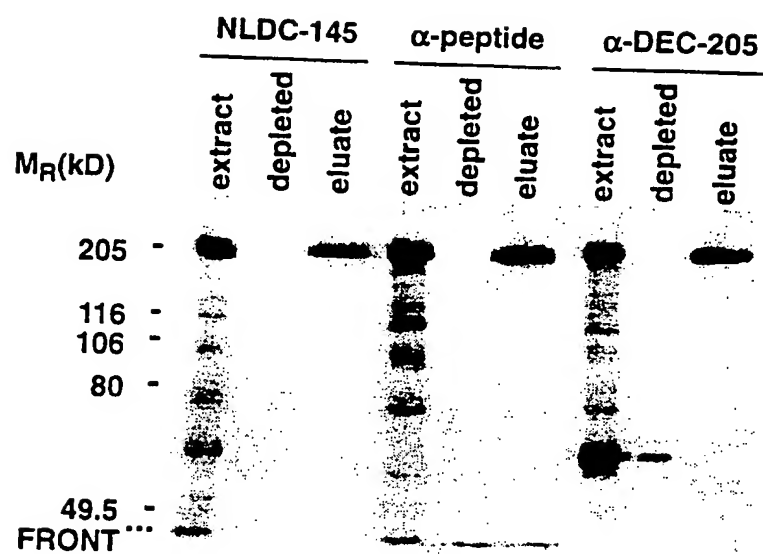 NLDC-145 α-peptide α-DEC-205
extract depleted eluate extract depleted eluate extract depleted eluate
MR(kD)
205 -
116 -
106 -
80 -
49.5 -
FRONT ...